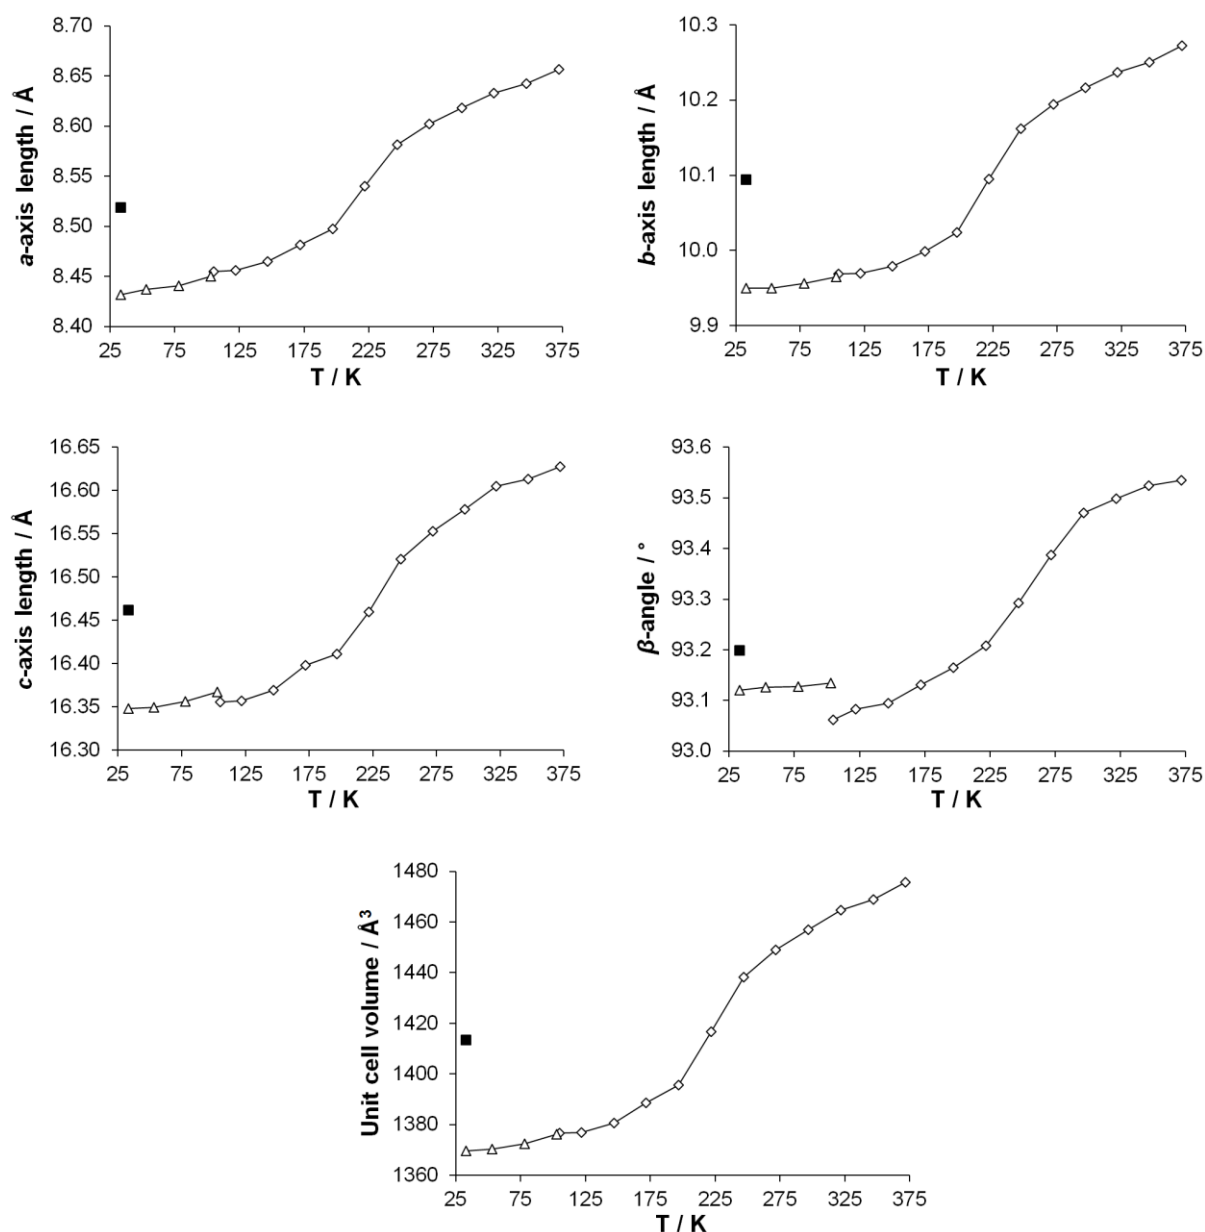 8.70
8.65
8.60
8.55
8.50
8.45
8.40
25 75 125 175 225 275 325 375
T / K
a-axis length / Å
10.3
10.2
10.1
10.0
9.9
25 75 125 175 225 275 325 375
T / K
b-axis length / Å
16.65
16.60
16.55
16.50
16.45
16.40
16.35
16.30
25 75 125 175 225 275 325 375
T / K
c-axis length / Å
93.6
93.5
93.4
93.3
93.2
93.1
93.0
25 75 125 175 225 275 325 375
T / K
β-angle / °
1480
1460
1440
1420
1400
1380
1360
25 75 125 175 225 275 325 375
T / K
Unit cell volume / Å³